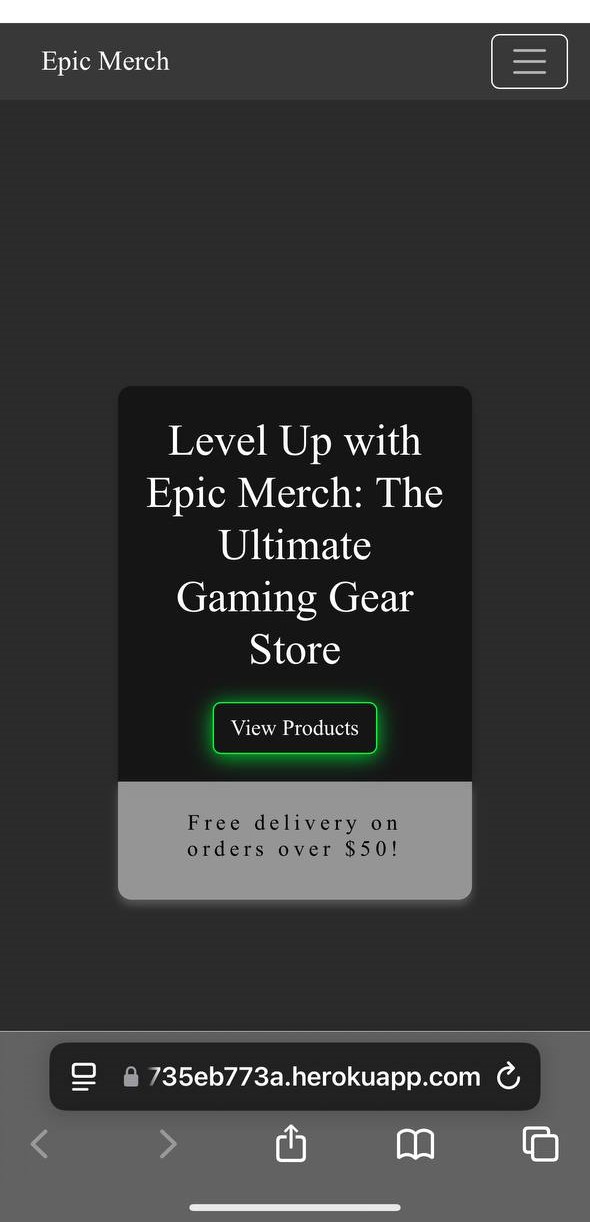 Epic Merch
Level Up with
Epic Merch: The
Ultimate
Gaming Gear
Store
View Products
Free delivery on
orders over $50!
735eb773a.herokuapp.com